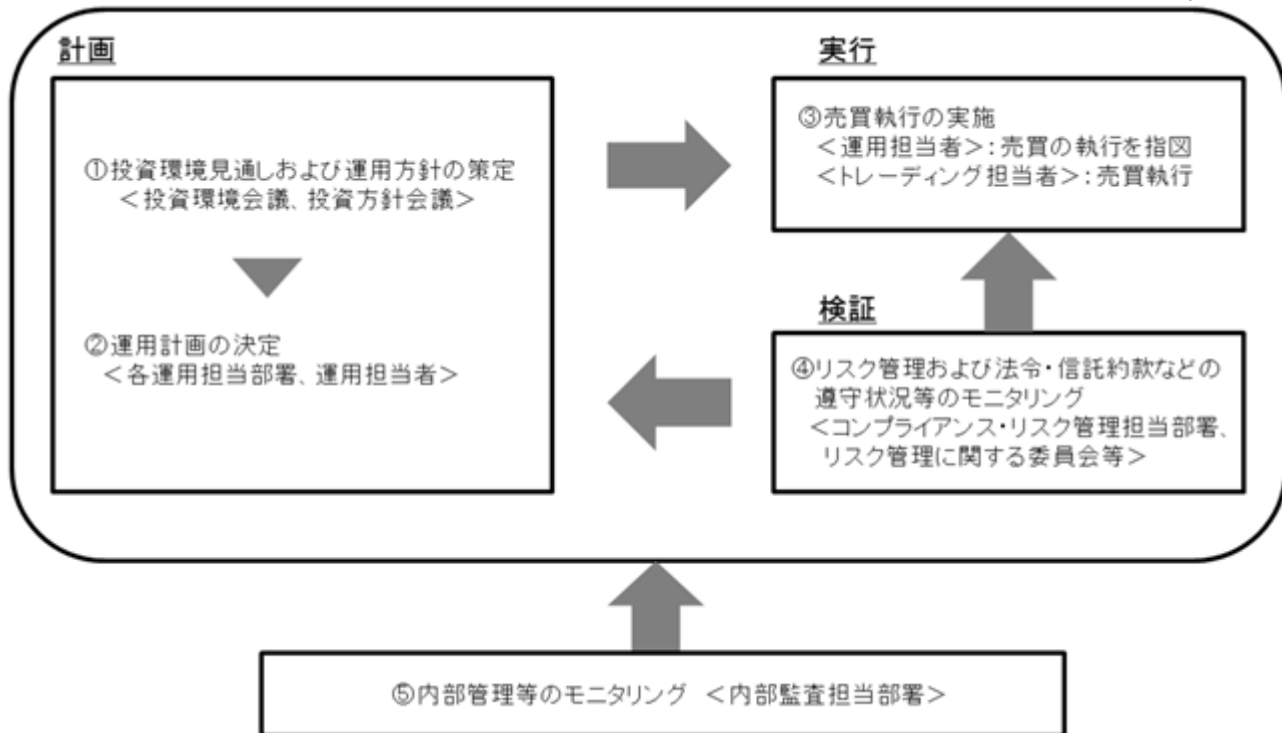 計画
①投資環境見通しおよび運用方針の策定
＜投資環境会議、投資方針会議＞
②運用計画の決定
＜各運用担当部署、運用担当者＞
実行
③売買執行の実施
＜運用担当者＞：売買の執行を指図
＜トレーディング担当者＞：売買執行
検証
④リスク管理および法令・信託約款などの
遵守状況等のモニタリング
＜コンプライアンス・リスク管理担当部署、
リスク管理に関する委員会等＞
⑤内部管理等のモニタリング ＜内部監査担当部署＞